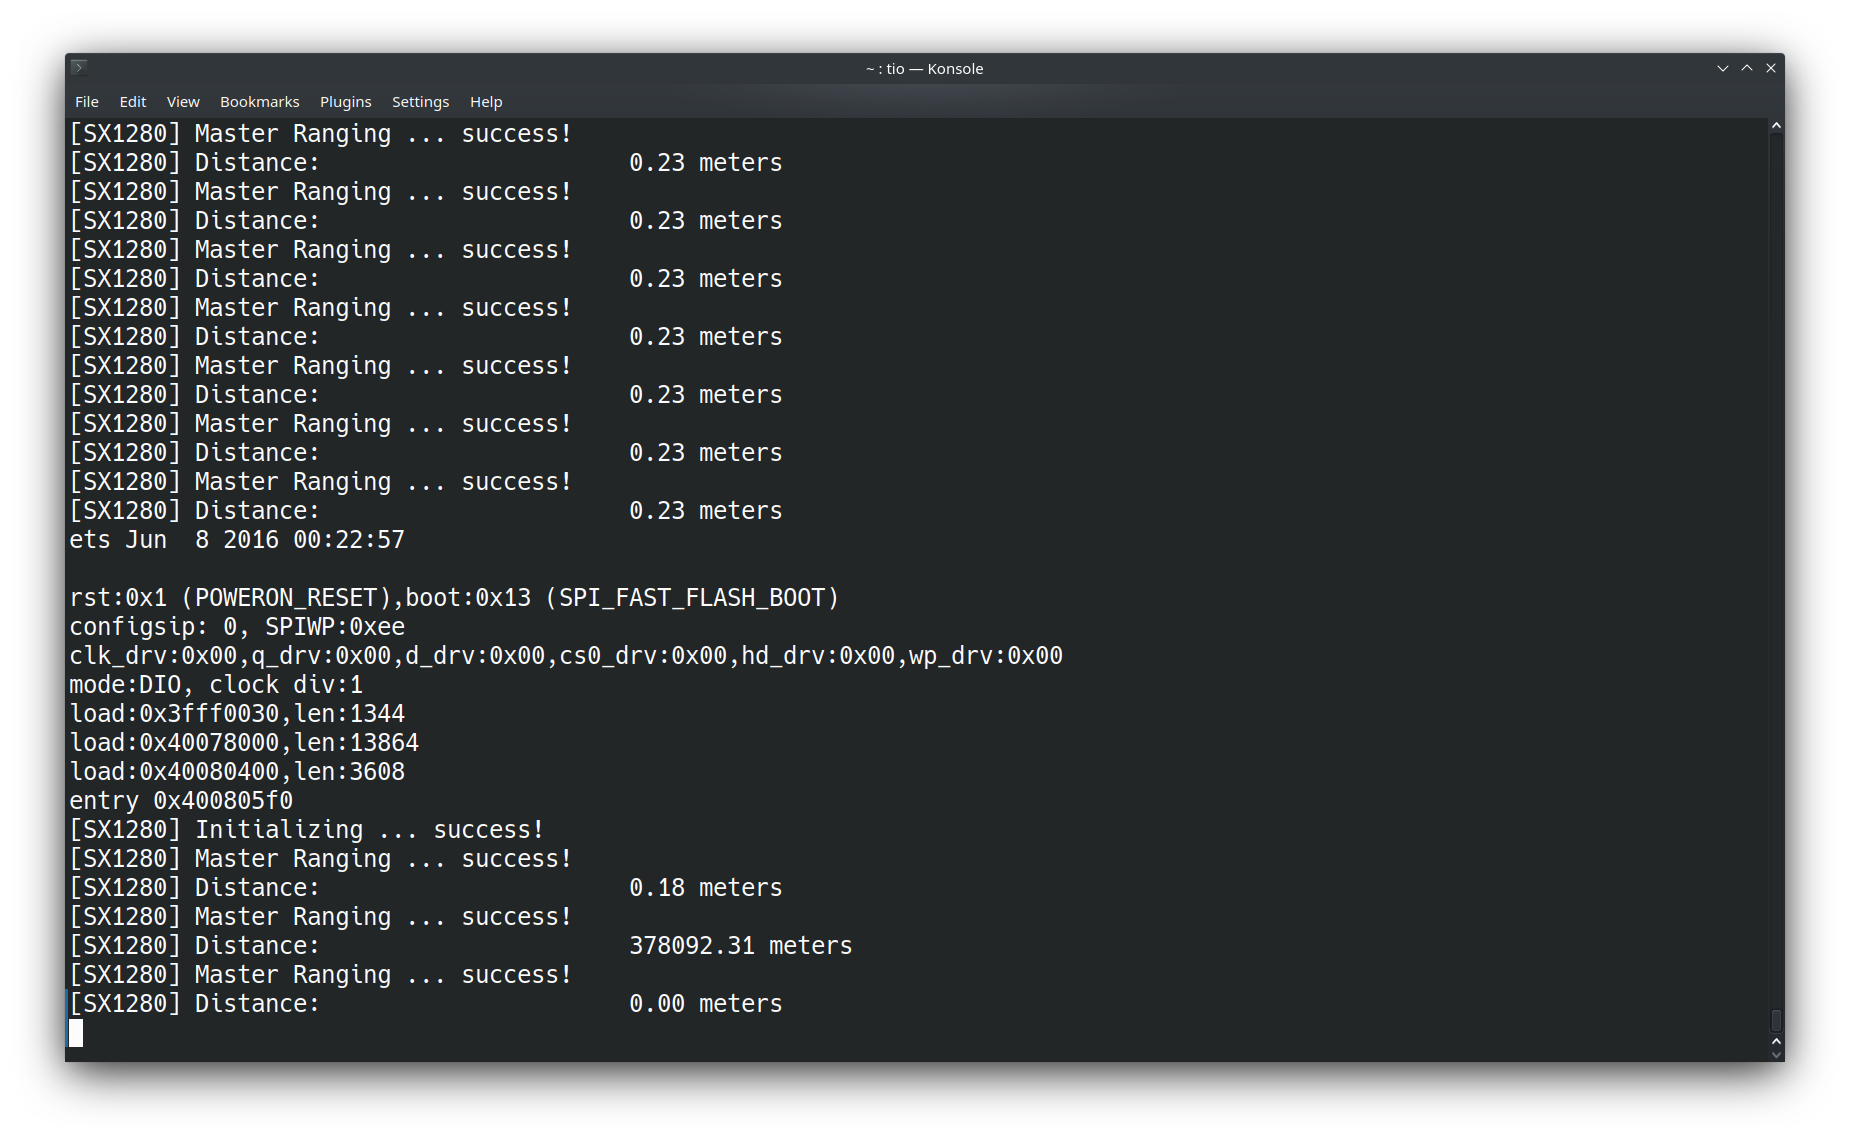 ~ : tio — Konsole
File Edit View Bookmarks Plugins Settings Help
[SX1280] Master Ranging ... success!
[SX1280] Distance: 0.23 meters
[SX1280] Master Ranging ... success!
[SX1280] Distance: 0.23 meters
[SX1280] Master Ranging ... success!
[SX1280] Distance: 0.23 meters
[SX1280] Master Ranging ... success!
[SX1280] Distance: 0.23 meters
[SX1280] Master Ranging ... success!
[SX1280] Distance: 0.23 meters
[SX1280] Master Ranging ... success!
[SX1280] Distance: 0.23 meters
[SX1280] Master Ranging ... success!
[SX1280] Distance: 0.23 meters
ets Jun  8 2016 00:22:57
rst:0x1 (POWERON_RESET),boot:0x13 (SPI_FAST_FLASH_BOOT)
configsip: 0, SPIWP:0xee
clk_drv:0x00,q_drv:0x00,d_drv:0x00,cs0_drv:0x00,hd_drv:0x00,wp_drv:0x00
mode:DIO, clock div:1
load:0x3fff0030,len:1344
load:0x40078000,len:13864
load:0x40080400,len:3608
entry 0x400805f0
[SX1280] Initializing ... success!
[SX1280] Master Ranging ... success!
[SX1280] Distance: 0.18 meters
[SX1280] Master Ranging ... success!
[SX1280] Distance: 378092.31 meters
[SX1280] Master Ranging ... success!
[SX1280] Distance: 0.00 meters